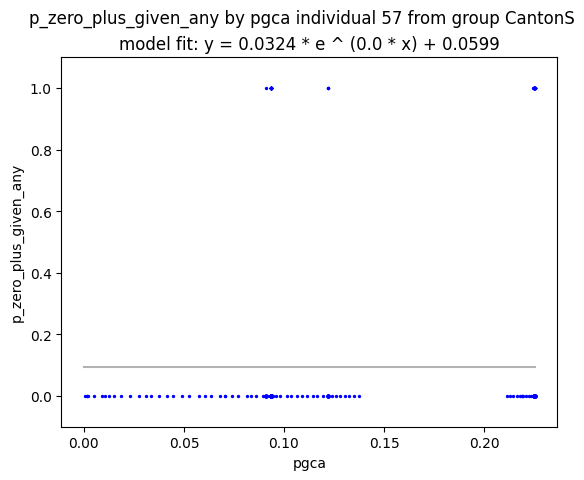 p_zero_plus_given_any by pgca individual 57 from group CantonS
model fit: y = 0.0324 * e ^ (0.0 * x) + 0.0599
1.0
0.8
0.6
0.4
0.2
0.0
p_zero_plus_given_any
0.00 0.05 0.10 0.15 0.20
pgca